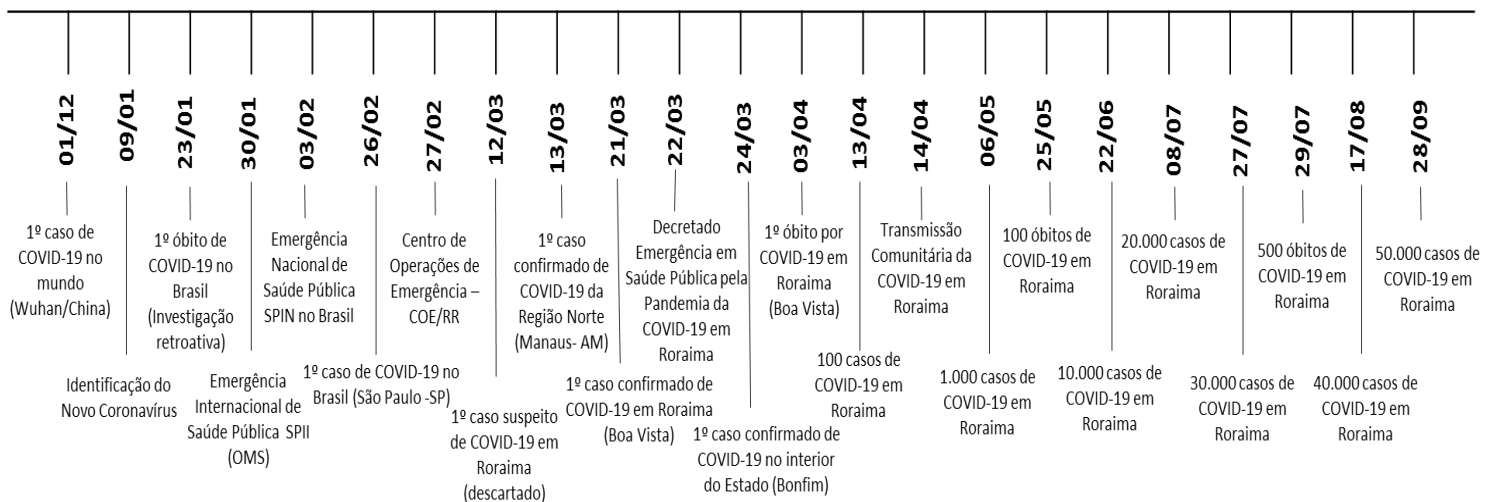 01/12
09/01
23/01
30/01
03/02
26/02
27/02
12/03
13/03
21/03
22/03
24/03
03/04
13/04
14/04
06/05
25/05
22/06
08/07
27/07
29/07
17/08
28/09
1º caso de
COVID-19 no
mundo
(Wuhan/China)
Identificação do
Novo Coronavírus
1º óbito de
COVID-19 no
Brasil
(Investigação
retroativa)
Emergência
Internacional de
Saúde Pública SPII
(OMS)
Emergência
Nacional de
Saúde Pública
SPIN no Brasil
1º caso de COVID-19 no
Brasil (São Paulo -SP)
Centro de
Operações de
Emergência –
COE/RR
1º caso suspeito
de COVID-19 em
Roraima
(descartado)
1º caso
confirmado de
COVID-19 da
Região Norte
(Manaus- AM)
1º caso confirmado de
COVID-19 em Roraima
(Boa Vista)
Decretado
Emergência em
Saúde Pública pela
Pandemia da
COVID-19 em
Roraima
1º caso confirmado de
COVID-19 no interior
do Estado (Bonfim)
1º óbito por
COVID-19 em
Roraima
(Boa Vista)
100 casos de
COVID-19 em
Roraima
Transmissão
Comunitária da
COVID-19 em
Roraima
1.000 casos de
COVID-19 em
Roraima
100 óbitos de
COVID-19 em
Roraima
10.000 casos de
COVID-19 em
Roraima
20.000 casos de
COVID-19 em
Roraima
30.000 casos de
COVID-19 em
Roraima
500 óbitos de
COVID-19 em
Roraima
40.000 casos de
COVID-19 em
Roraima
50.000 casos de
COVID-19 em
Roraima